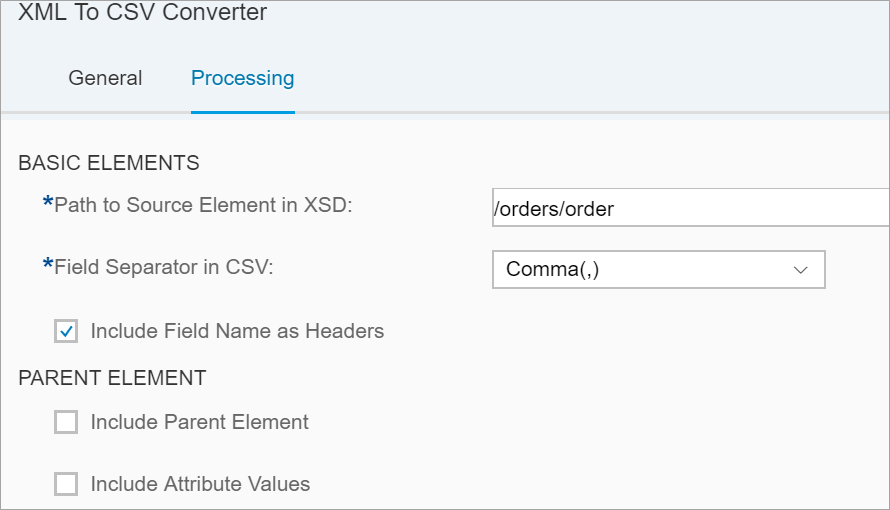 XML To CSV Converter
General Processing
BASIC ELEMENTS
*Path to Source Element in XSD: /orders/order
*Field Separator in CSV: Comma(,)
Include Field Name as Headers
PARENT ELEMENT
Include Parent Element
Include Attribute Values